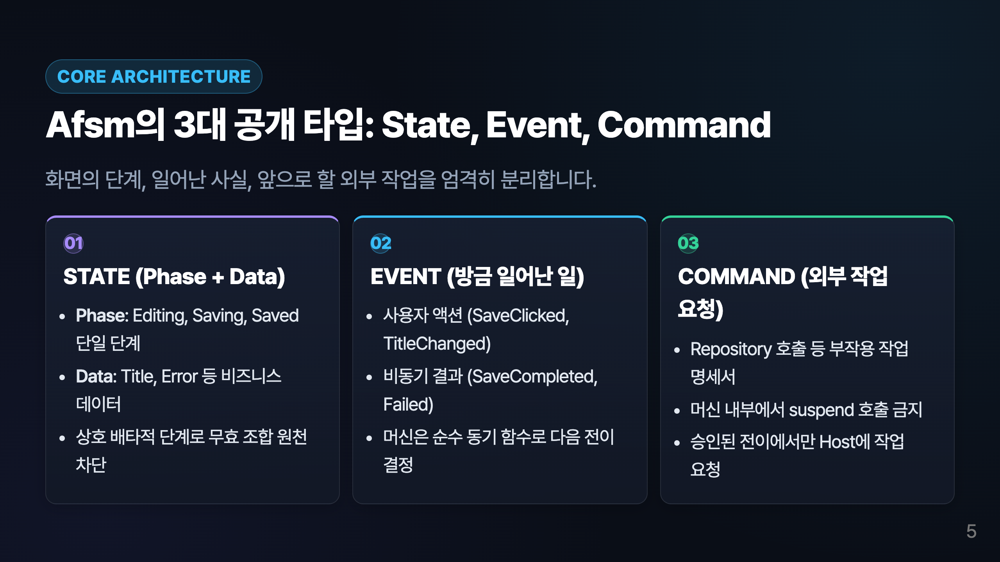 CORE ARCHITECTURE
Afsm의 3대 공개 타입: State, Event, Command
화면의 단계, 일어난 사실, 앞으로 할 외부 작업을 엄격히 분리합니다.
01
STATE (Phase + Data)
• Phase: Editing, Saving, Saved
단일 단계
• Data: Title, Error 등 비즈니스
데이터
• 상호 배타적 단계로 무효 조합 원천
차단
02
EVENT (방금 일어난 일)
• 사용자 액션 (SaveClicked,
TitleChanged)
• 비동기 결과 (SaveCompleted,
Failed)
• 머신은 순수 동기 함수로 다음 전이
결정
03
COMMAND (외부 작업
요청)
• Repository 호출 등 부작용 작업
명세서
• 머신 내부에서 suspend 호출 금지
• 승인된 전이에서만 Host에 작업
요청
5